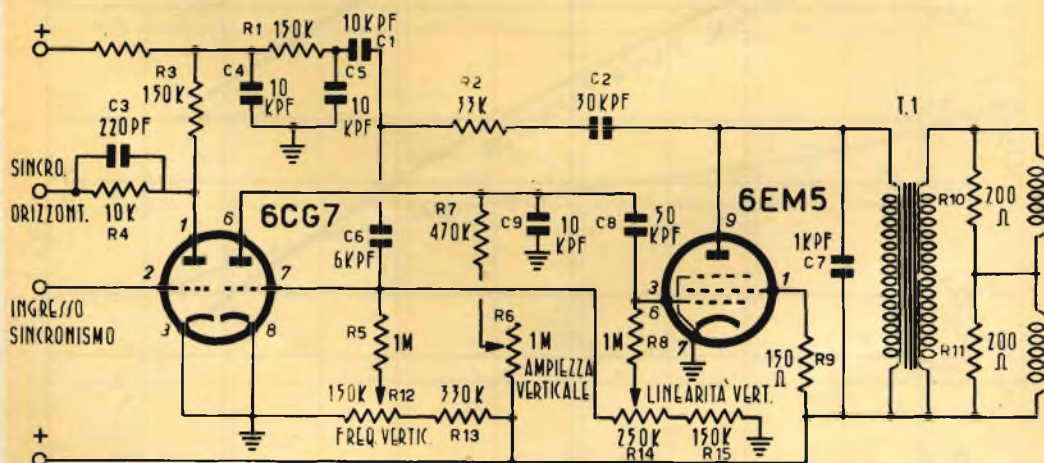 +
R1 150K
10KPF
C1
R3
150K
C4
10
KPF
C5
10
KPF
R2
33K
C2
30KPF
T.1
C3
220PF
SINCRO.
ORIZZONT.
10K
R4
1
6
6CG7
2
7
3
8
INGRESSO
SINCRONISMO
C6
6KPF
R7
470K
C9
10
KPF
C8
50
KPF
6EM5
9
3
6
1
7
1KPF
C7
R10
200
Ω
R11
200
Ω
R5
1M
R6
1M
AMPIEZZA
VERTICALE
R8
1M
150
Ω
R9
150K
R12
330K
R13
FREQ. VERTIC.
LINEARITÀ VERT.
250K
R14
150K
R15
+